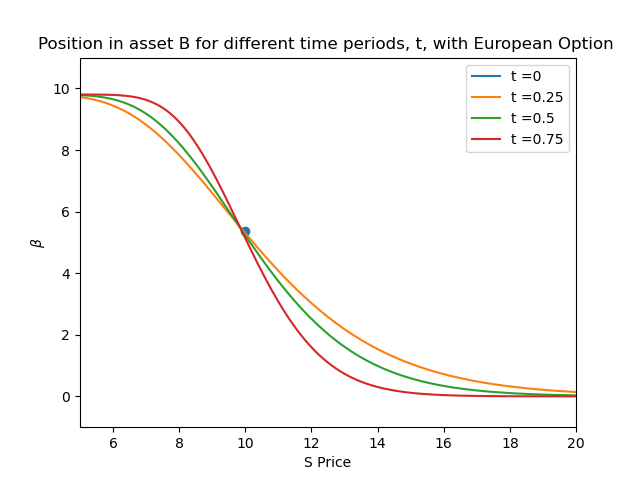 Position in asset B for different time periods, t, with European Option
t =0
t =0.25
t =0.5
t =0.75
10
8
6
4
2
0
β
6 8 10 12 14 16 18 20
S Price